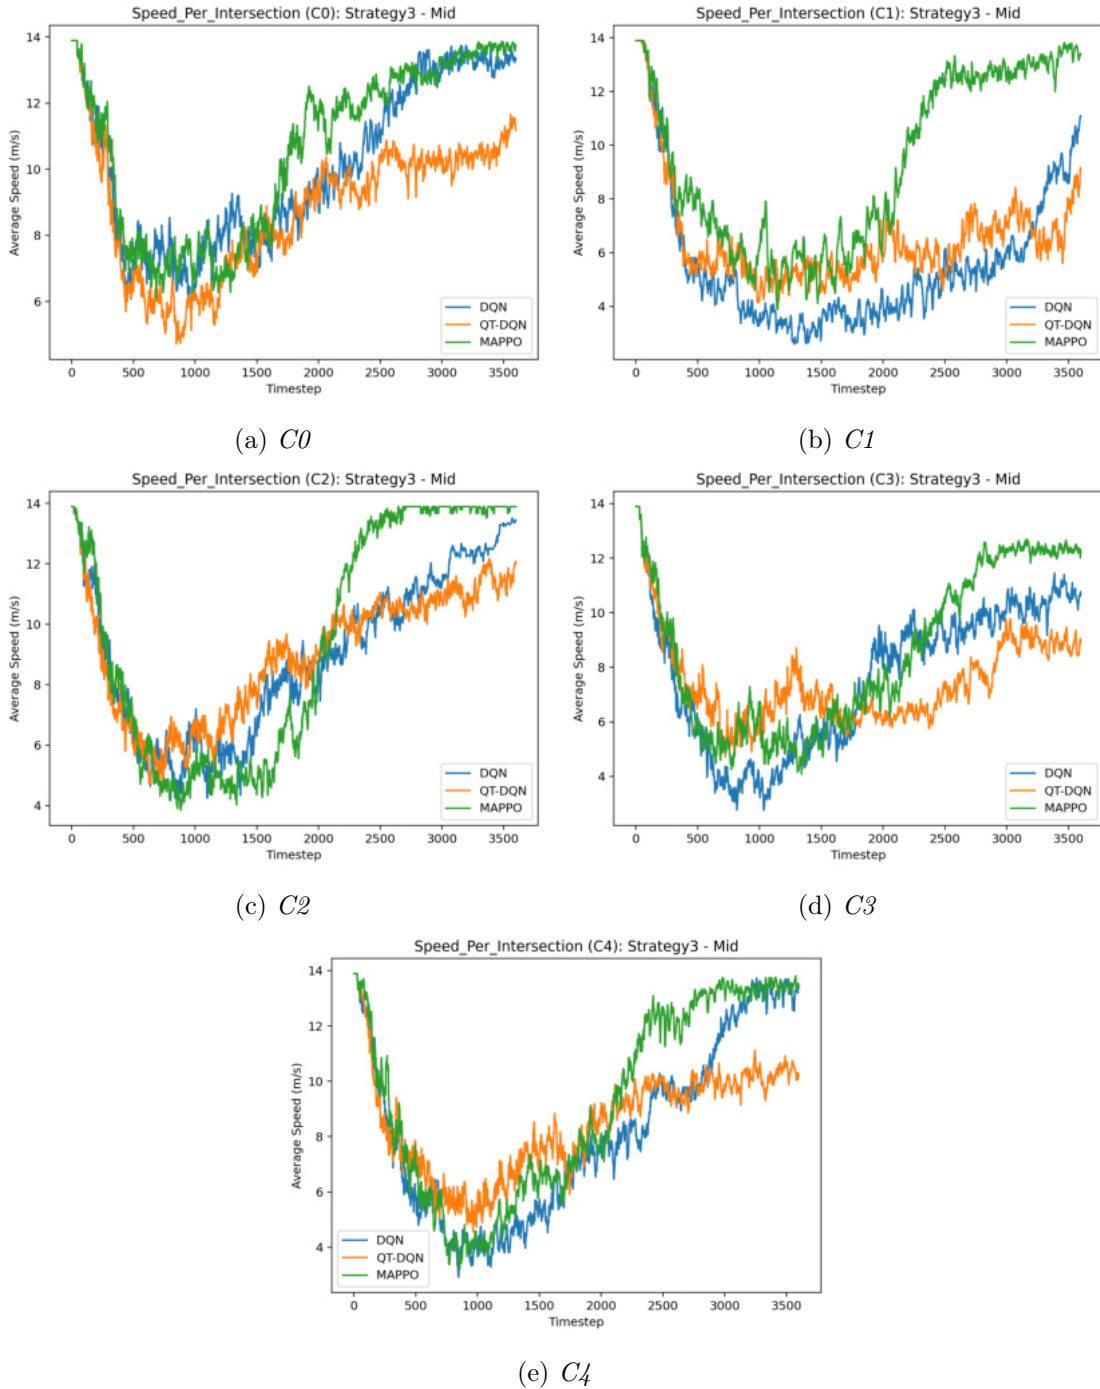 Speed_Per_Intersection (C0): Strategy3 - Mid
Average Speed (m/s)
14
12
10
8
6
0 500 1000 1500 2000 2500 3000 3500
Timestep
DQN
QT-DQN
MAPPO
(a) C0
Speed_Per_Intersection (C1): Strategy3 - Mid
Average Speed (m/s)
14
12
10
8
6
4
0 500 1000 1500 2000 2500 3000 3500
Timestep
DQN
QT-DQN
MAPPO
(b) C1
Speed_Per_Intersection (C2): Strategy3 - Mid
Average Speed (m/s)
14
12
10
8
6
4
0 500 1000 1500 2000 2500 3000 3500
Timestep
DQN
QT-DQN
MAPPO
(c) C2
Speed_Per_Intersection (C3): Strategy3 - Mid
Average Speed (m/s)
14
12
10
8
6
4
0 500 1000 1500 2000 2500 3000 3500
Timestep
DQN
QT-DQN
MAPPO
(d) C3
Speed_Per_Intersection (C4): Strategy3 - Mid
Average Speed (m/s)
14
12
10
8
6
4
0 500 1000 1500 2000 2500 3000 3500
Timestep
DQN
QT-DQN
MAPPO
(e) C4